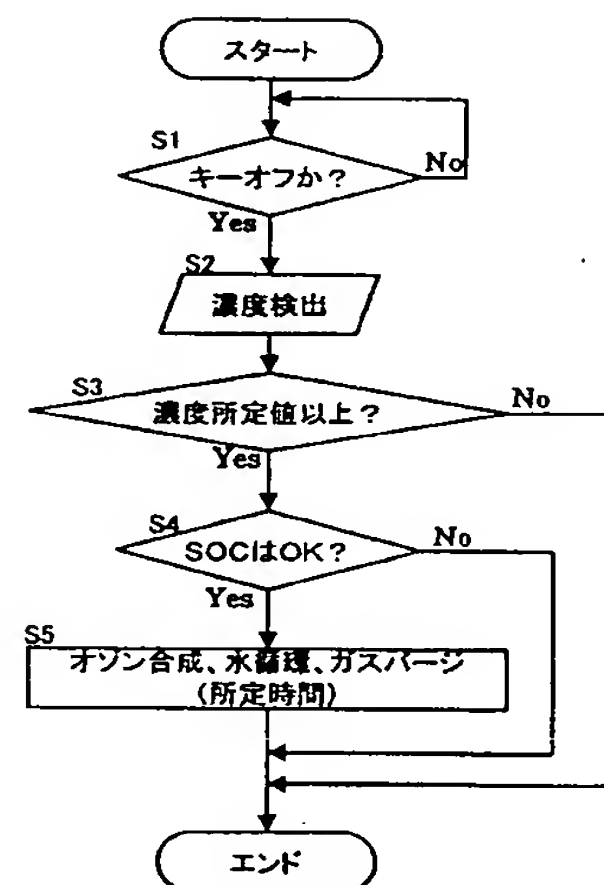 スタート
S1
キーオフか?
No
Yes
S2
濃度検出
S3
濃度所定値以上?
No
Yes
S4
SOCはOK?
No
Yes
S5
オゾン合成、水循環、ガスパージ
(所定時間)
エンド